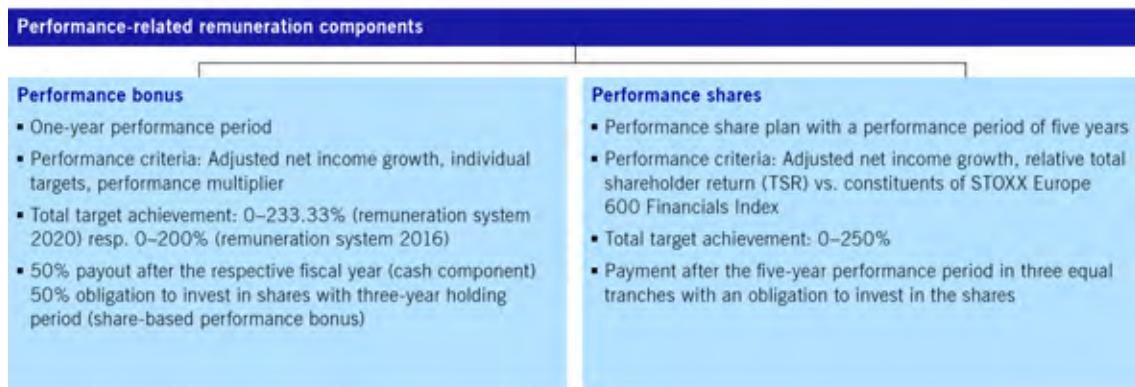 Performance-related remuneration components
Performance bonus
▪ One-year performance period
▪ Performance criteria: Adjusted net income growth, individual
targets, performance multiplier
▪ Total target achievement: 0–233.33% (remuneration system
2020) resp. 0–200% (remuneration system 2016)
▪ 50% payout after the respective fiscal year (cash component)
50% obligation to invest in shares with three-year holding
period (share-based performance bonus)
Performance shares
▪ Performance share plan with a performance period of five years
▪ Performance criteria: Adjusted net income growth, relative total
shareholder return (TSR) vs. constituents of STOXX Europe
600 Financials Index
▪ Total target achievement: 0–250%
▪ Payment after the five-year performance period in three equal
tranches with an obligation to invest in the shares